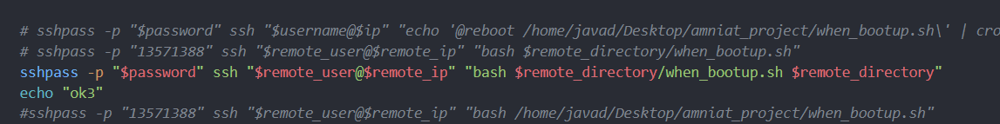 # sshpass -p "$password" ssh "$username@$ip" "echo '@reboot /home/javad/Desktop/amniat_project/when_bootup.sh\' | cro
# sshpass -p "13571388" ssh "$remote_user@$remote_ip" "bash $remote_directory/when_bootup.sh"
sshpass -p "$password" ssh "$remote_user@$remote_ip" "bash $remote_directory/when_bootup.sh $remote_directory"
echo "ok3"
#sshpass -p "13571388" ssh "$remote_user@$remote_ip" "bash /home/javad/Desktop/amniat_project/when_bootup.sh"